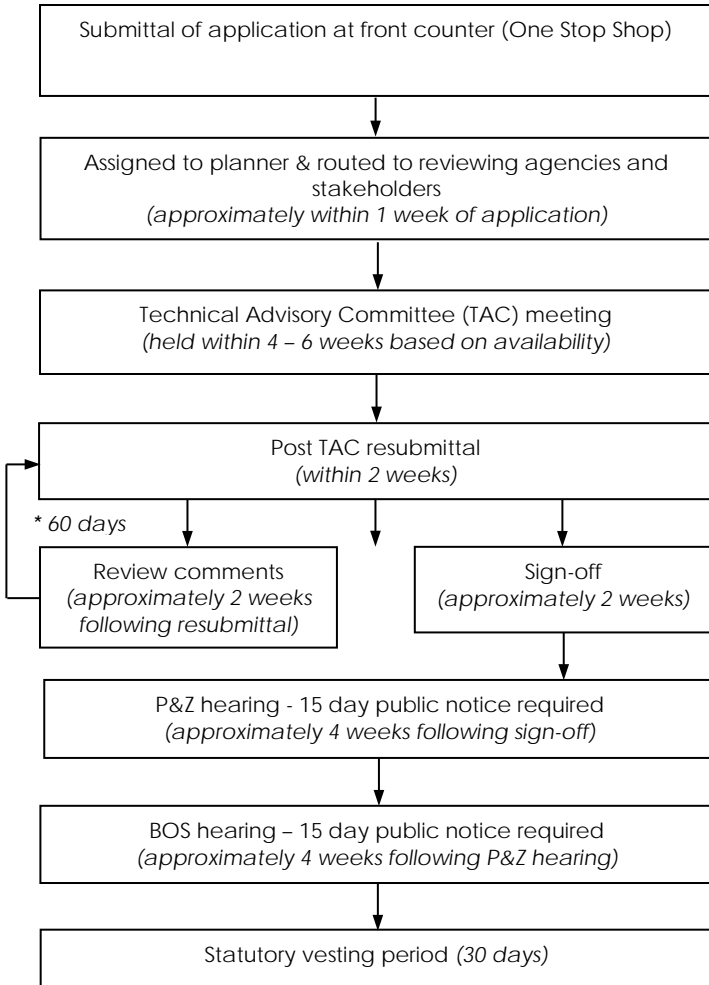 Submittal of application at front counter (One Stop Shop)
Assigned to planner & routed to reviewing agencies and
stakeholders
(approximately within 1 week of application)
Technical Advisory Committee (TAC) meeting
(held within 4 – 6 weeks based on availability)
Post TAC resubmittal
(within 2 weeks)
* 60 days
Review comments
(approximately 2 weeks
following resubmittal)
Sign-off
(approximately 2 weeks)
P&Z hearing - 15 day public notice required
(approximately 4 weeks following sign-off)
BOS hearing – 15 day public notice required
(approximately 4 weeks following P&Z hearing)
Statutory vesting period (30 days)